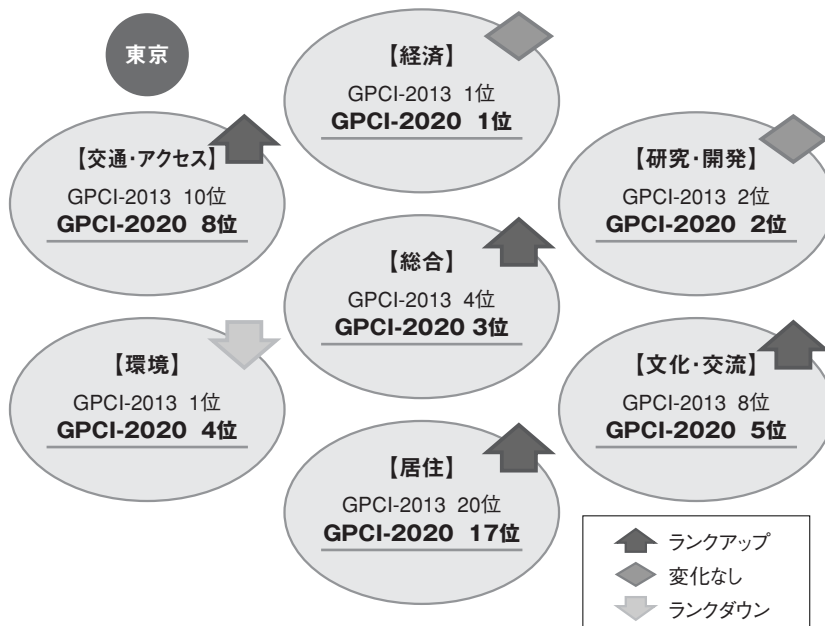 東京
【経済】
GPCI-2013 1位
GPCI-2020 1位
【交通・アクセス】
GPCI-2013 10位
GPCI-2020 8位
【研究・開発】
GPCI-2013 2位
GPCI-2020 2位
【総合】
GPCI-2013 4位
GPCI-2020 3位
【環境】
GPCI-2013 1位
GPCI-2020 4位
【文化・交流】
GPCI-2013 8位
GPCI-2020 5位
【居住】
GPCI-2013 20位
GPCI-2020 17位
ランクアップ
変化なし
ランクダウン